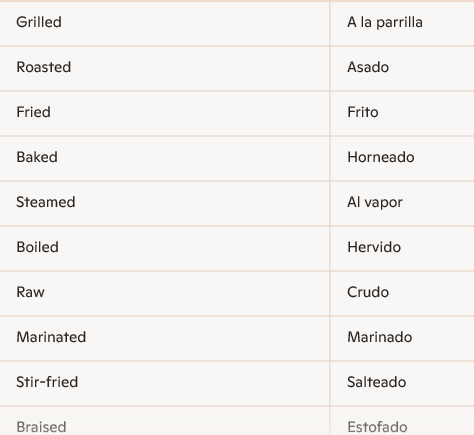 Grilled A la parrilla
Roasted Asado
Fried Frito
Baked Horneado
Steamed Al vapor
Boiled Hervido
Raw Crudo
Marinated Marinado
Stir-fried Salteado
Braised Estofado